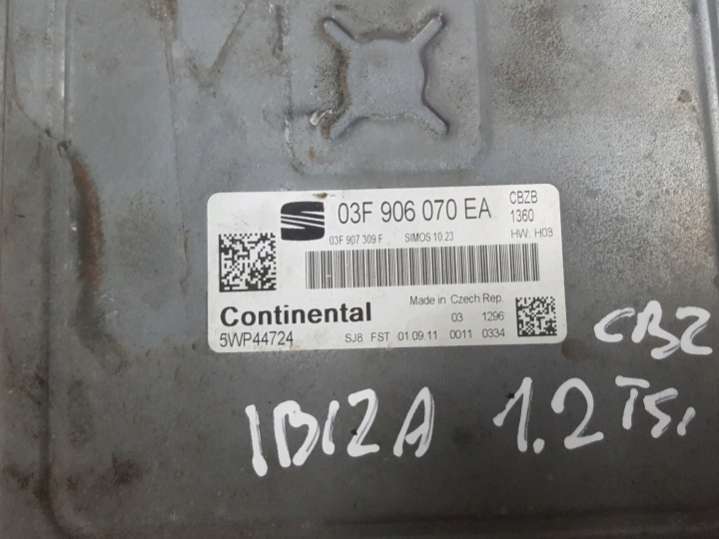 03F 906 070 EA CBZB
1360
03F 907 309 F SIMOS 10.23 HW: H03
Continental Made in Czech Rep.
03 1296
5WP44724 SJ8 FST 01.09.11 0011 0334
CBZ
IBIZA 1.2 TSi